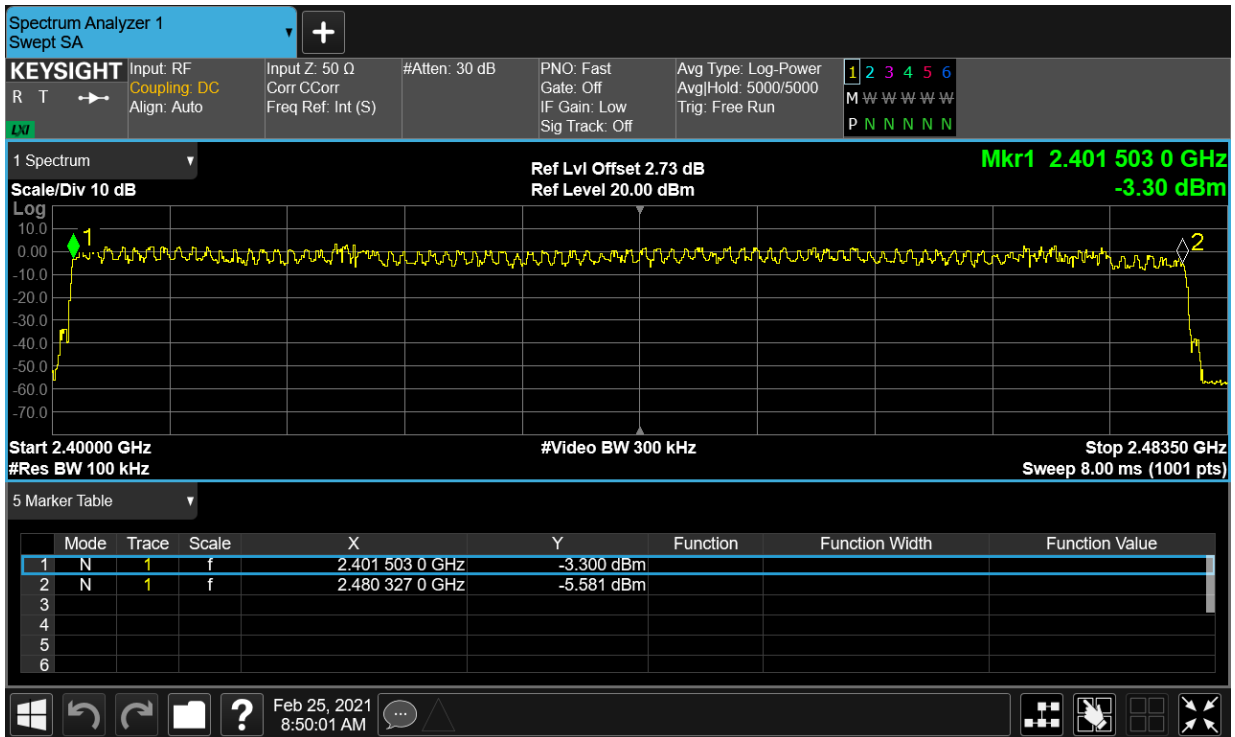 Spectrum Analyzer 1
Swept SA
+
KEYSIGHT Input: RF Input Z: 50 Ω #Atten: 30 dB PNO: Fast Avg Type: Log-Power 1 2 3 4 5 6
R T Coupling: DC Corr CCorr Gate: Off Avg|Hold: 5000/5000 M W W W W W
Align: Auto Freq Ref: Int (S) IF Gain: Low Trig: Free Run
LXI Sig Track: Off P N N N N N N
1 Spectrum Ref Lvl Offset 2.73 dB Mkr1 2.401 503 0 GHz
Scale/Div 10 dB Ref Level 20.00 dBm -3.30 dBm
Log
10.0
0.00 1 2
-10.0
-20.0
-30.0
-40.0
-50.0
-60.0
-70.0
Start 2.40000 GHz #Video BW 300 kHz Stop 2.48350 GHz
#Res BW 100 kHz Sweep 8.00 ms (1001 pts)
5 Marker Table
Mode Trace Scale X Y Function Function Width Function Value
1 N 1 f 2.401 503 0 GHz -3.300 dBm
2 N 1 f 2.480 327 0 GHz -5.581 dBm
3
4
5
6
? Feb 25, 2021
8:50:01 AM